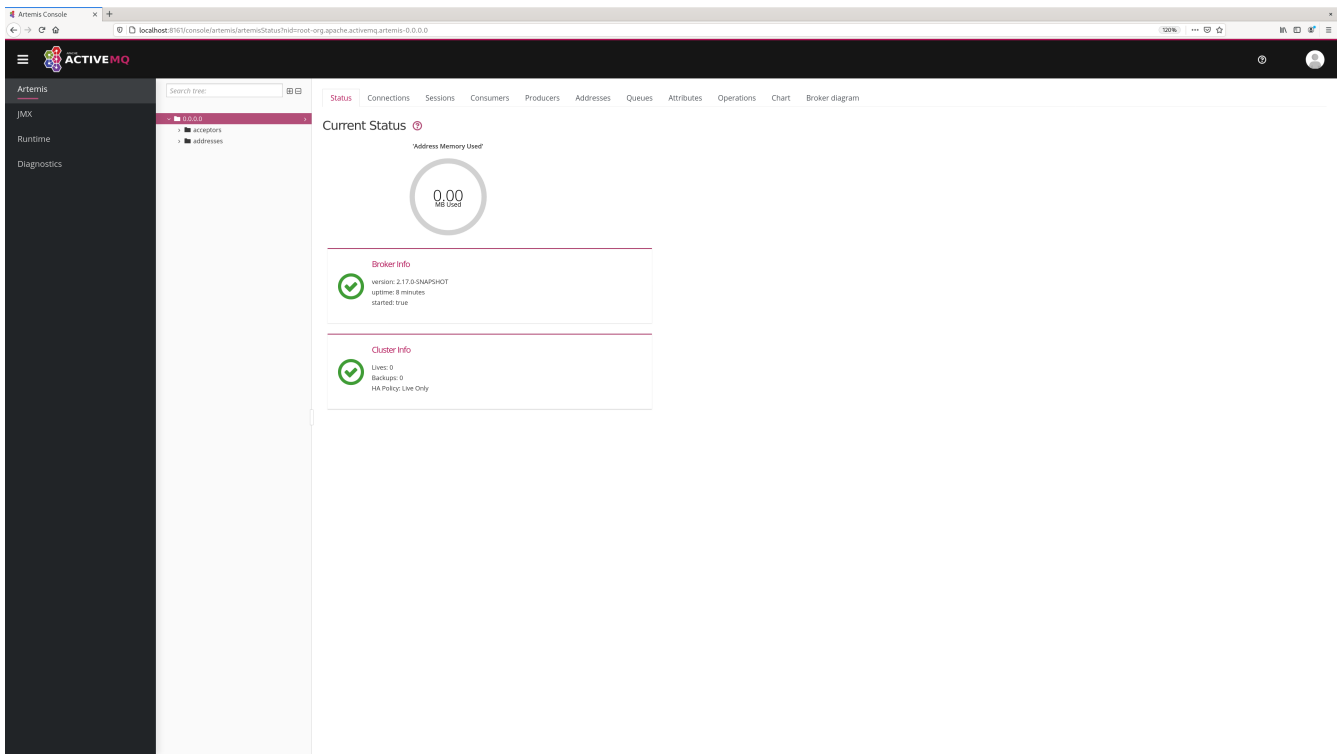 Artemis Console
localhost:8161/console/artemis/artemisStatus?nid=root-org.apache.activemq.artemis-0.0.0.0
120%
ACTIVEMQ
Artemis
JMX
Runtime
Diagnostics
Search tree:
0.0.0.0
acceptors
addresses
Status Connections Sessions Consumers Producers Addresses Queues Attributes Operations Chart Broker diagram
Current Status
'Address Memory Used'
0.00
MB Used
Broker Info
version: 2.17.0-SNAPSHOT
uptime: 8 minutes
started: true
Cluster Info
Lives: 0
Backups: 0
HA Policy: Live Only